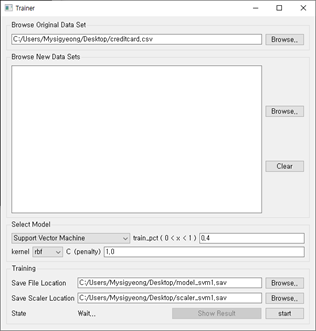 Trainer
Browse Original Data Set
C:/Users/Mysigyeong/Desktop/creditcard.csv Browse..
Browse New Data Sets
Browse..
Clear
Select Model
Support Vector Machine train_pct ( 0 < x < 1 ) 0.4
kernel rbf C (penalty) 1.0
Training
Save File Location C:/Users/Mysigyeong/Desktop/model_svm1.sav Browse..
Save Scaler Location C:/Users/Mysigyeong/Desktop/scaler_svm1.sav Browse..
State Wait... Show Result start